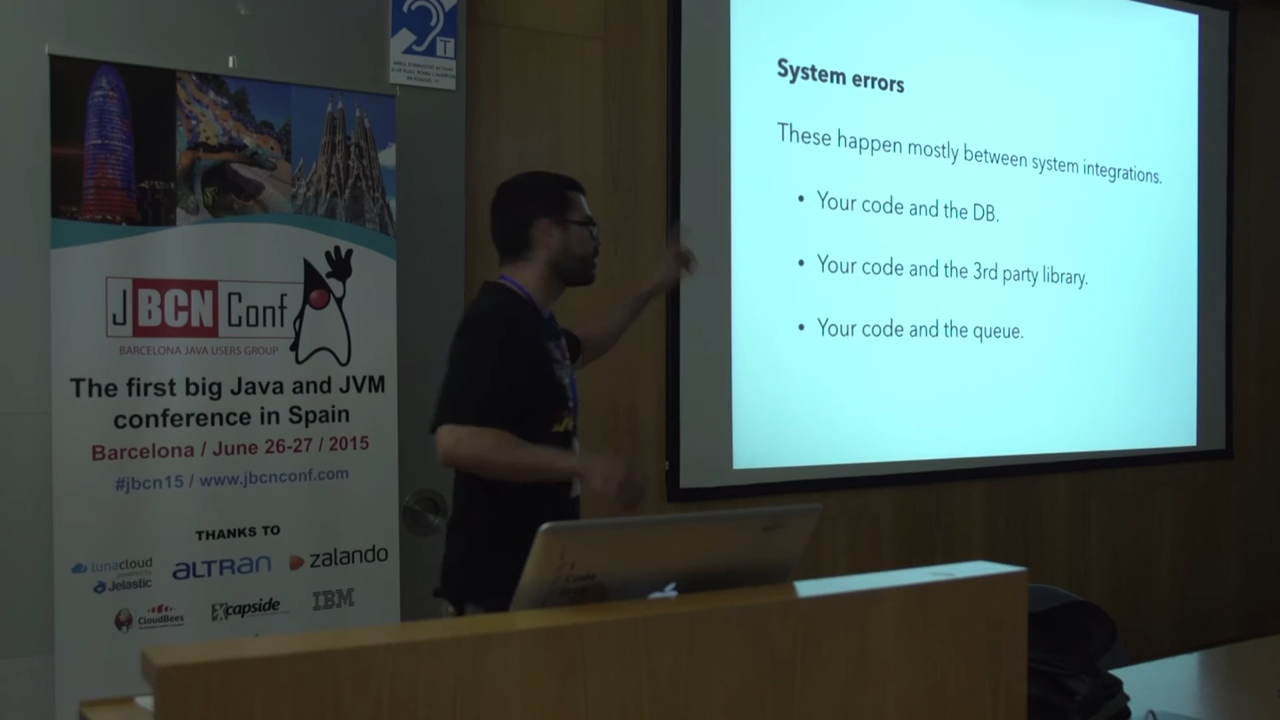 T
JBCNConf
BARCELONA JAVA USERS GROUP
The first big Java and JVM
conference in Spain
Barcelona / June 26-27 / 2015
#jbcn15 / www.jbcnconf.com
THANKS TO
lunacloud
powered by
Jelastic
ALTRAN
zalando
CloudBees
capside
IBM
System errors
These happen mostly between system integrations.
• Your code and the DB.
• Your code and the 3rd party library.
• Your code and the queue.